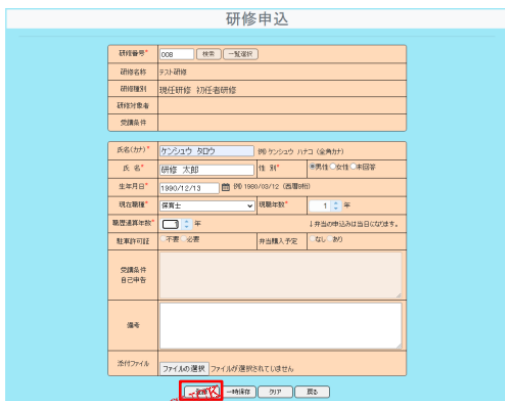 研修申込
研修番号* 008 検索 一覧選択
研修名称 テスト研修
研修種別 現任研修 初任者研修
研修対象者
受講条件
氏名(カナ)* ケンシュウ タロウ 例)ケンシュウ ハナコ (全角カナ)
氏 名* 研修 太郎 性 別* 男性 女性 未回答
生年月日* 1990/12/13 例) 1980/03/12 (西暦8桁)
現在職種* 保育士 現職年数* 1 年
職歴通算年数* 1 年 ↓弁当の申込みは当日になります。
駐車許可証 不要 必要 弁当購入予定 なし あり
受講条件
自己申告
備考
添付ファイル ファイルの選択 ファイルが選択されていません
一時保存 クリア 戻る